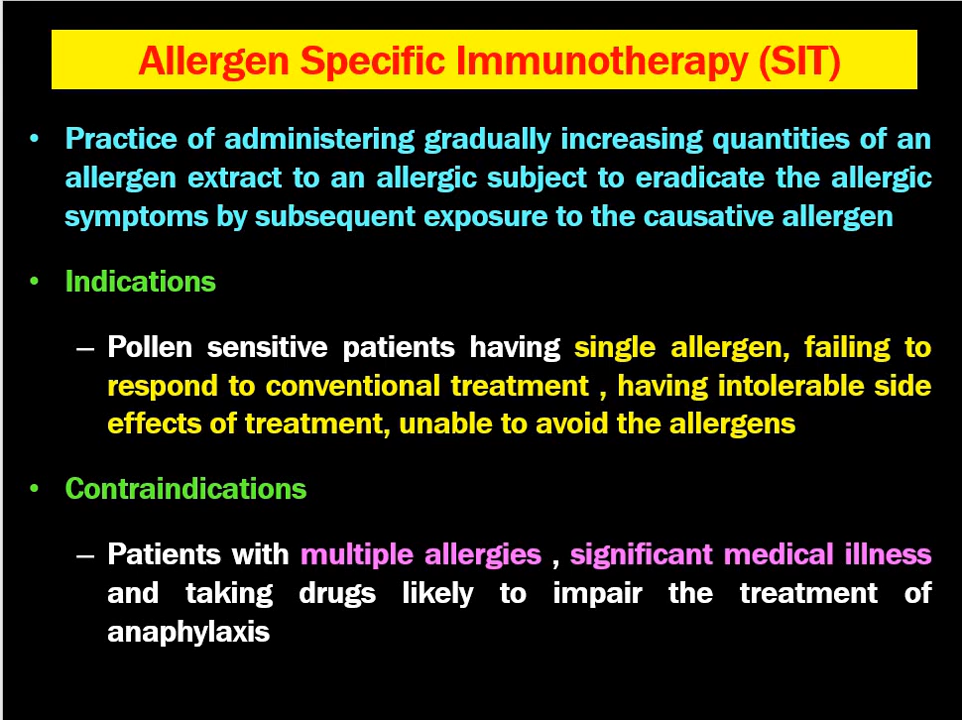 Allergen Specific Immunotherapy (SIT)
• Practice of administering gradually increasing quantities of an
allergen extract to an allergic subject to eradicate the allergic
symptoms by subsequent exposure to the causative allergen
• Indications
– Pollen sensitive patients having single allergen, failing to
respond to conventional treatment , having intolerable side
effects of treatment, unable to avoid the allergens
• Contraindications
– Patients with multiple allergies , significant medical illness
and taking drugs likely to impair the treatment of
anaphylaxis